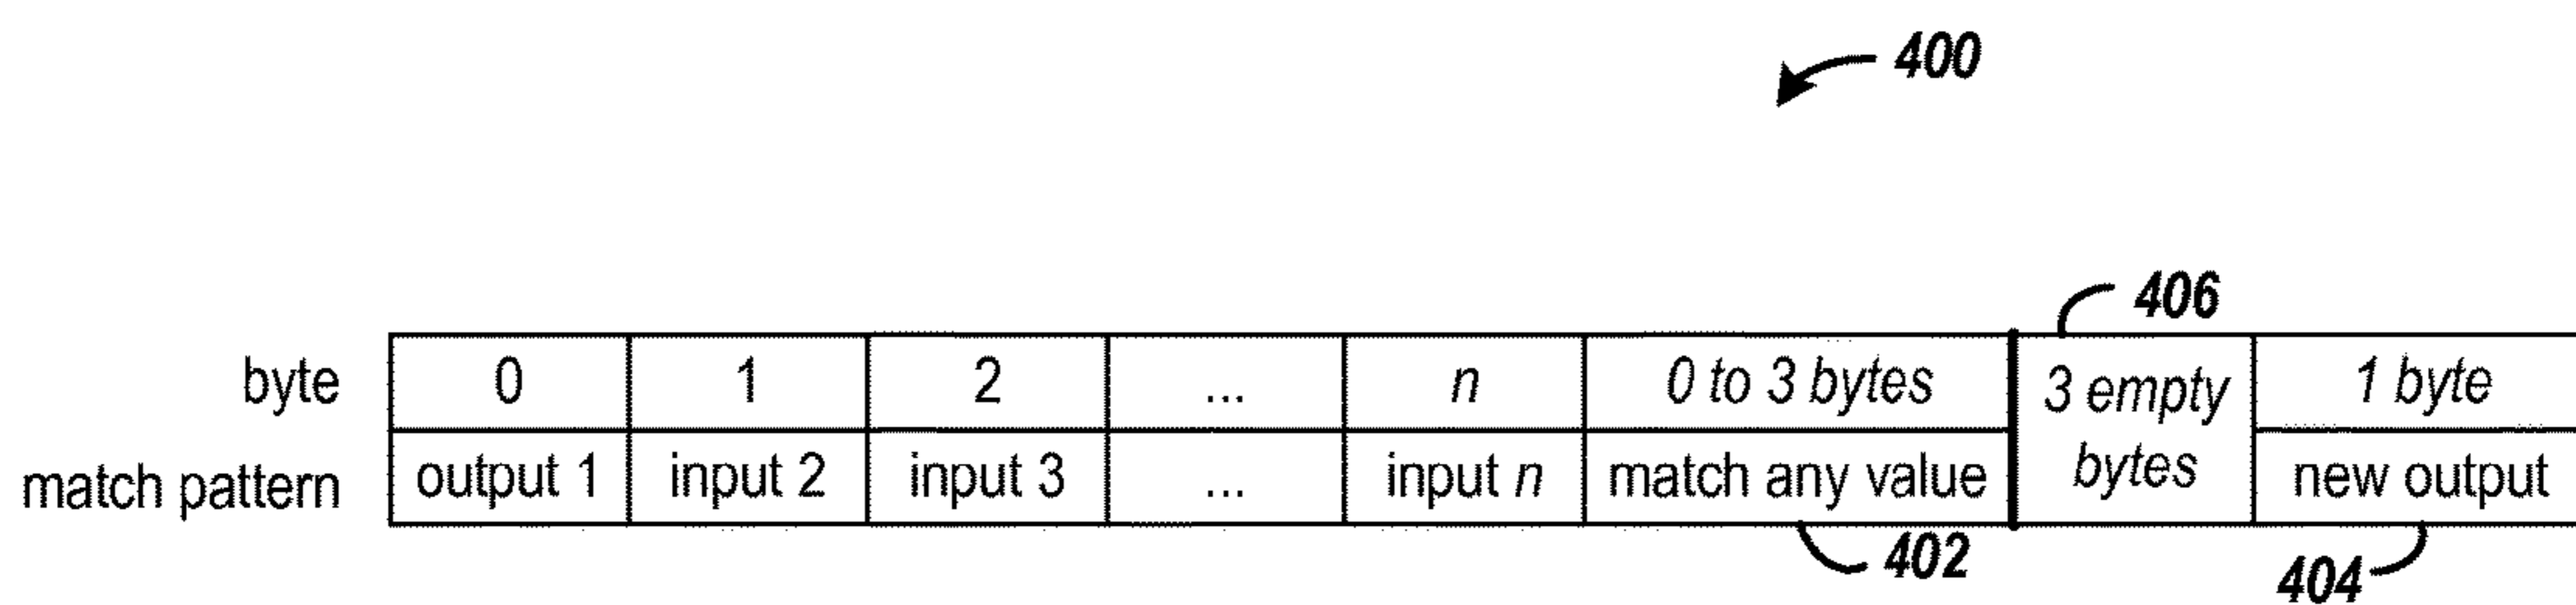 400
406
byte 0 1 2 ... n 0 to 3 bytes 3 empty bytes 1 byte
match pattern output 1 input 2 input 3 ... input n match any value new output
402
404